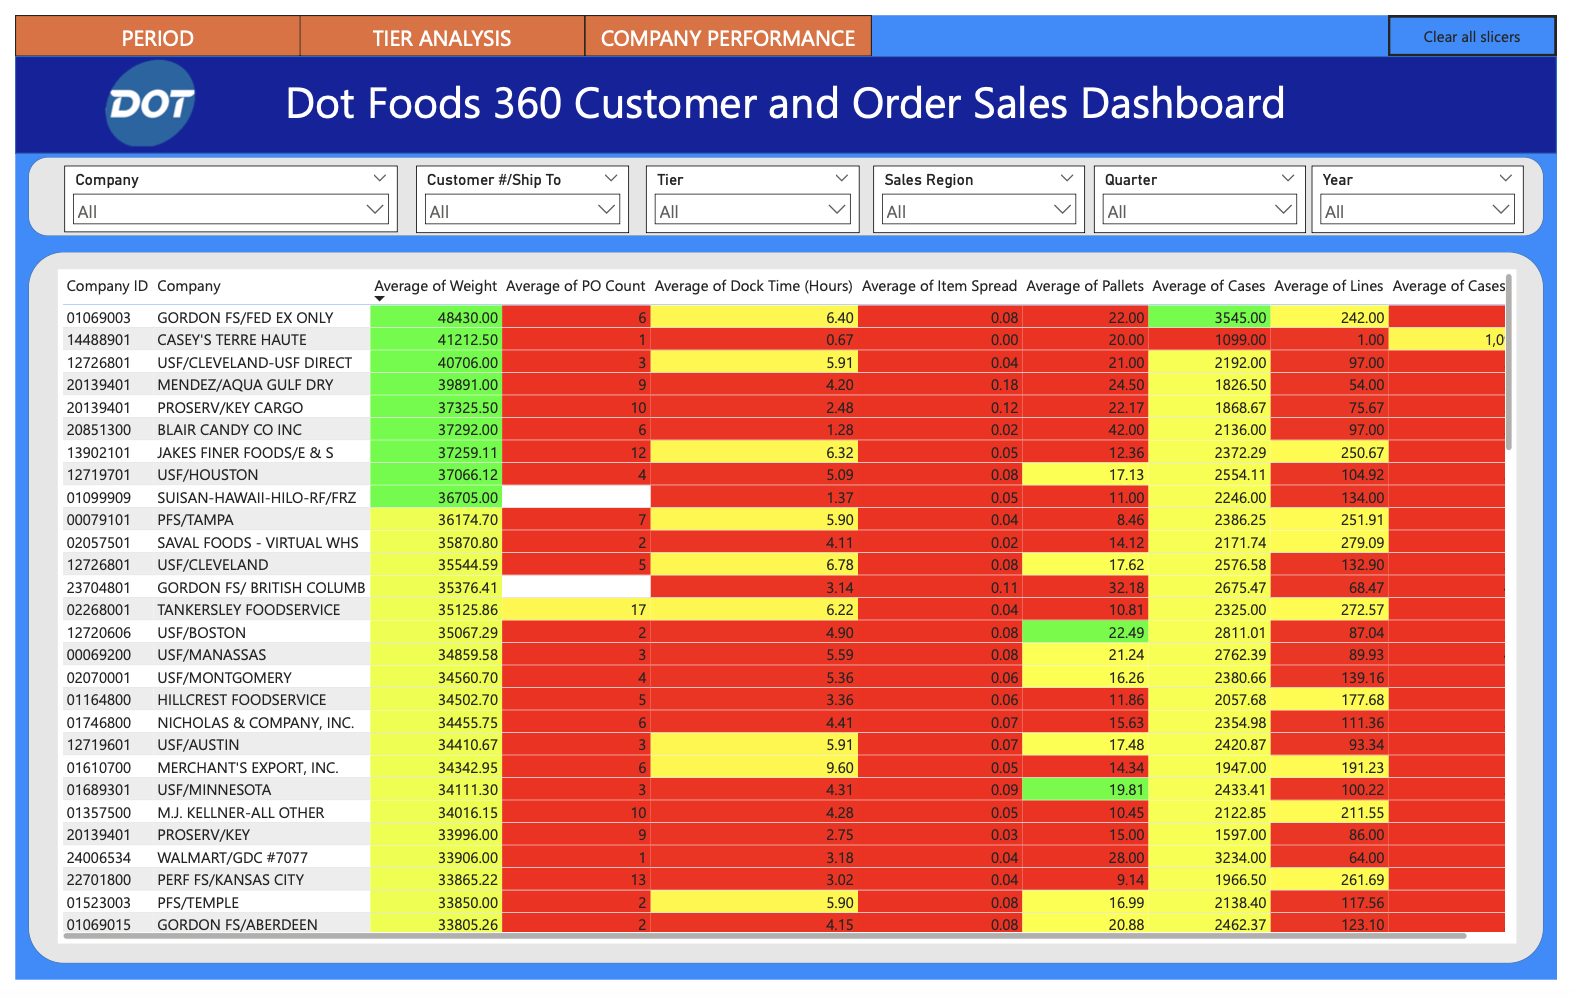 PERIOD TIER ANALYSIS COMPANY PERFORMANCE Clear all slicers
DOT Dot Foods 360 Customer and Order Sales Dashboard
Company Customer #/Ship To Tier Sales Region Quarter Year
All All All All All All
Company ID Company Average of Weight Average of PO Count Average of Dock Time (Hours) Average of Item Spread Average of Pallets Average of Cases Average of Lines Average of Cases
01069003 GORDON FS/FED EX ONLY 48430.00 6 6.40 0.08 22.00 3545.00 242.00
14488901 CASEY'S TERRE HAUTE 41212.50 1 0.67 0.00 20.00 1099.00 1.00
12726801 USF/CLEVELAND-USF DIRECT 40706.00 3 5.91 0.04 21.00 2192.00 97.00
20139401 MENDEZ/AQUA GULF DRY 39891.00 9 4.20 0.18 24.50 1826.50 54.00
20139401 PROSERV/KEY CARGO 37325.50 10 2.48 0.12 22.17 1868.67 75.67
20851300 BLAIR CANDY CO INC 37292.00 6 1.28 0.02 42.00 2136.00 97.00
13902101 JAKES FINER FOODS/E & S 37259.11 12 6.32 0.05 12.36 2372.29 250.67
12719701 USF/HOUSTON 37066.12 4 5.09 0.08 17.13 2554.11 104.92
01099909 SUISAN-HAWAII-HILO-RF/FRZ 36705.00 1.37 0.05 11.00 2246.00 134.00
00079101 PFS/TAMPA 36174.70 7 5.90 0.04 8.46 2386.25 251.91
02057501 SAVAL FOODS - VIRTUAL WHS 35870.80 2 4.11 0.02 14.12 2171.74 279.09
12726801 USF/CLEVELAND 35544.59 5 6.78 0.08 17.62 2576.58 132.90
23704801 GORDON FS/ BRITISH COLUMB 35376.41 3.14 0.11 32.18 2675.47 68.47
02268001 TANKERSLEY FOODSERVICE 35125.86 17 6.22 0.04 10.81 2325.00 272.57
12720606 USF/BOSTON 35067.29 2 4.90 0.08 22.49 2811.01 87.04
00069200 USF/MANASSAS 34859.58 3 5.59 0.08 21.24 2762.39 89.93
02070001 USF/MONTGOMERY 34560.70 4 5.36 0.06 16.26 2380.66 139.16
01164800 HILLCREST FOODSERVICE 34502.70 5 3.36 0.06 11.86 2057.68 177.68
01746800 NICHOLAS & COMPANY, INC. 34455.75 6 4.41 0.07 15.63 2354.98 111.36
12719601 USF/AUSTIN 34410.67 3 5.91 0.07 17.48 2420.87 93.34
01610700 MERCHANT'S EXPORT, INC. 34342.95 6 9.60 0.05 14.34 1947.00 191.23
01689301 USF/MINNESOTA 34111.30 3 4.31 0.09 19.81 2433.41 100.22
01357500 M.J. KELLNER-ALL OTHER 34016.15 10 4.28 0.05 10.45 2122.85 211.55
20139401 PROSERV/KEY 33996.00 9 2.75 0.03 15.00 1597.00 86.00
24006534 WALMART/GDC #7077 33906.00 1 3.18 0.04 28.00 3234.00 64.00
22701800 PERF FS/KANSAS CITY 33865.22 13 3.02 0.04 9.14 1966.50 261.69
01523003 PFS/TEMPLE 33850.00 2 5.90 0.08 16.99 2138.40 117.56
01069015 GORDON FS/ABERDEEN 33805.26 2 4.15 0.08 20.88 2462.37 123.10